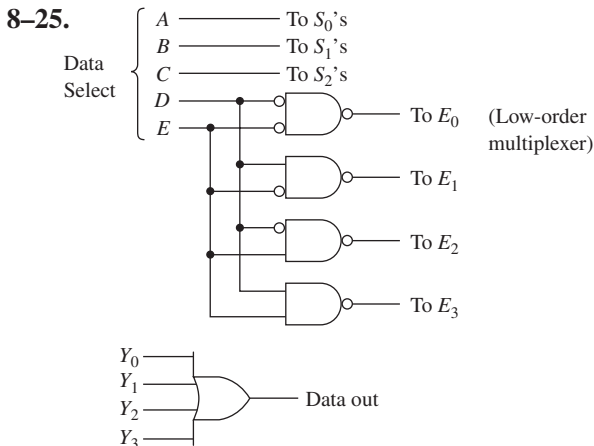 8–25.
A To S0's
B To S1's
Data Select
C To S2's
D
E
To E0 (Low-order multiplexer)
To E1
To E2
To E3
Y0
Y1
Data out
Y2
Y3